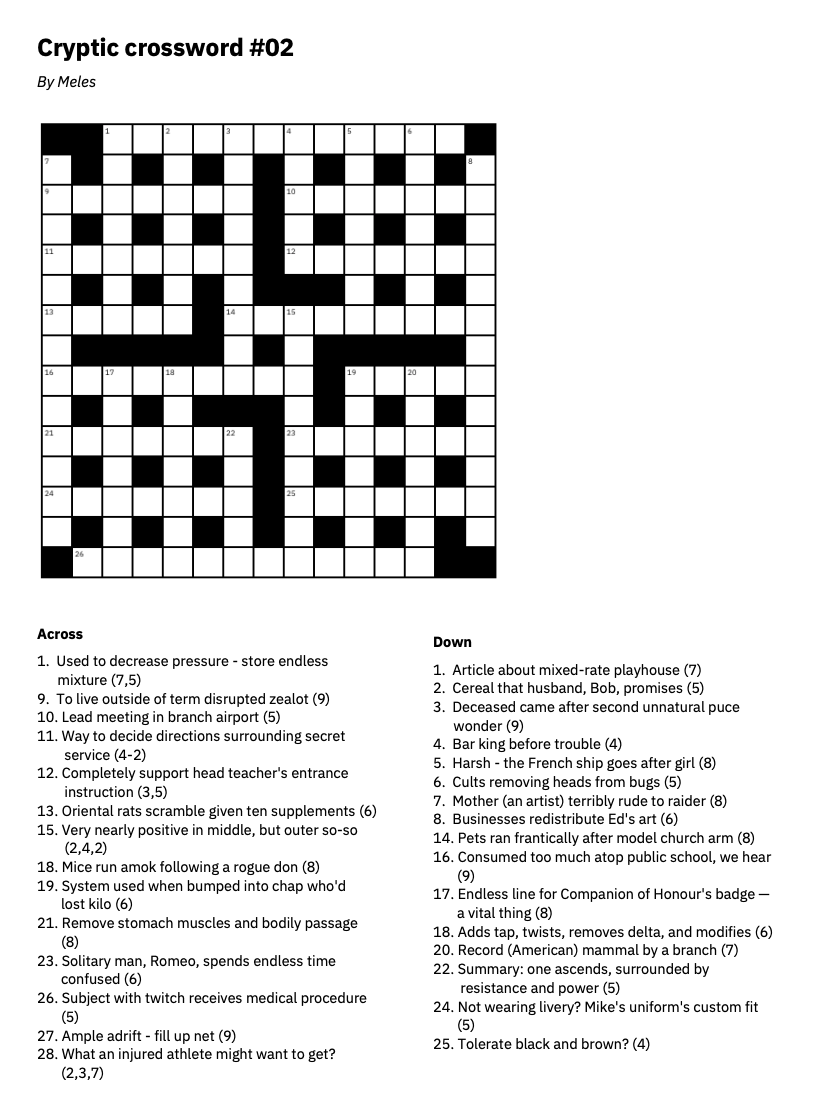 Cryptic crossword #02
By Meles
1 2 3 4 5 6
7 8
9 10
11 12
13 14 15
16 17 18 19 20
21 22 23
24 25
26
Across
1. Used to decrease pressure - store endless
mixture (7,5)
9. To live outside of term disrupted zealot (9)
10. Lead meeting in branch airport (5)
11. Way to decide directions surrounding secret
service (4-2)
12. Completely support head teacher's entrance
instruction (3,5)
13. Oriental rats scramble given ten supplements (6)
15. Very nearly positive in middle, but outer so-so
(2,4,2)
18. Mice run amok following a rogue don (8)
19. System used when bumped into chap who'd
lost kilo (6)
21. Remove stomach muscles and bodily passage
(8)
23. Solitary man, Romeo, spends endless time
confused (6)
26. Subject with twitch receives medical procedure
(5)
27. Ample adrift - fill up net (9)
28. What an injured athlete might want to get?
(2,3,7)
Down
1. Article about mixed-rate playhouse (7)
2. Cereal that husband, Bob, promises (5)
3. Deceased came after second unnatural puce
wonder (9)
4. Bar king before trouble (4)
5. Harsh - the French ship goes after girl (8)
6. Cults removing heads from bugs (5)
7. Mother (an artist) terribly rude to raider (8)
8. Businesses redistribute Ed's art (6)
14. Pets ran frantically after model church arm (8)
16. Consumed too much atop public school, we hear
(9)
17. Endless line for Companion of Honour's badge —
a vital thing (8)
18. Adds tap, twists, removes delta, and modifies (6)
20. Record (American) mammal by a branch (7)
22. Summary: one ascends, surrounded by
resistance and power (5)
24. Not wearing livery? Mike's uniform's custom fit
(5)
25. Tolerate black and brown? (4)